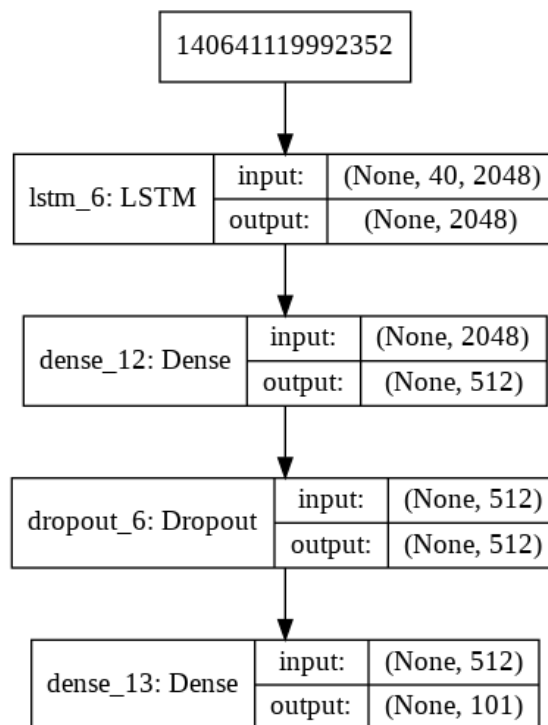 140641119992352
lstm_6: LSTM
input: (None, 40, 2048)
output: (None, 2048)
dense_12: Dense
input: (None, 2048)
output: (None, 512)
dropout_6: Dropout
input: (None, 512)
output: (None, 512)
dense_13: Dense
input: (None, 512)
output: (None, 101)